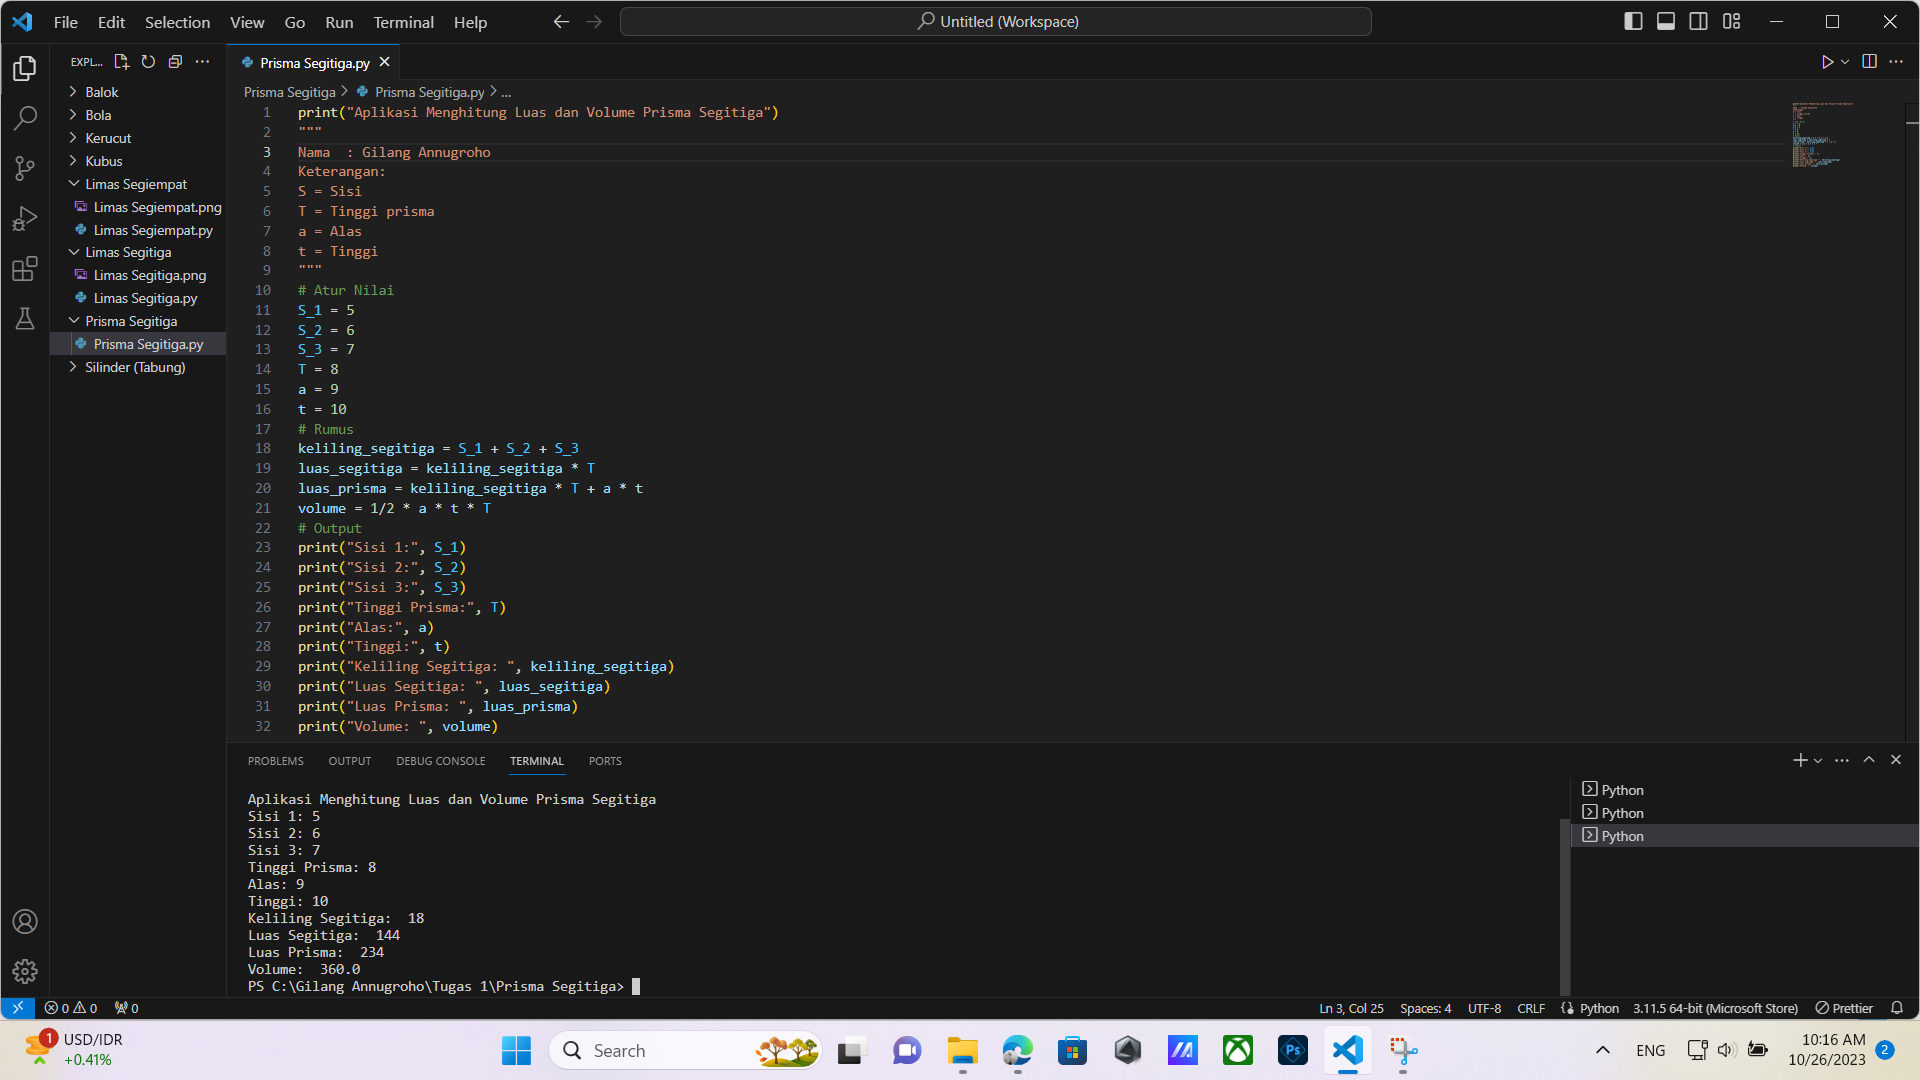 File Edit Selection View Go Run Terminal Help
Untitled (Workspace)
EXPL...
Balok
Bola
Kerucut
Kubus
Limas Segiempat
Limas Segiempat.png
Limas Segiempat.py
Limas Segitiga
Limas Segitiga.png
Limas Segitiga.py
Prisma Segitiga
Prisma Segitiga.py
Silinder (Tabung)
Prisma Segitiga.py
Prisma Segitiga > Prisma Segitiga.py > ...
1 print("Aplikasi Menghitung Luas dan Volume Prisma Segitiga")
2 """
3 Nama  : Gilang Annugroho
4 Keterangan:
5 S = Sisi
6 T = Tinggi prisma
7 a = Alas
8 t = Tinggi
9 """
10 # Atur Nilai
11 S_1 = 5
12 S_2 = 6
13 S_3 = 7
14 T = 8
15 a = 9
16 t = 10
17 # Rumus
18 keliling_segitiga = S_1 + S_2 + S_3
19 luas_segitiga = keliling_segitiga * T
20 luas_prisma = keliling_segitiga * T + a * t
21 volume = 1/2 * a * t * T
22 # Output
23 print("Sisi 1:", S_1)
24 print("Sisi 2:", S_2)
25 print("Sisi 3:", S_3)
26 print("Tinggi Prisma:", T)
27 print("Alas:", a)
28 print("Tinggi:", t)
29 print("Keliling Segitiga: ", keliling_segitiga)
30 print("Luas Segitiga: ", luas_segitiga)
31 print("Luas Prisma: ", luas_prisma)
32 print("Volume: ", volume)
PROBLEMS OUTPUT DEBUG CONSOLE TERMINAL PORTS
Aplikasi Menghitung Luas dan Volume Prisma Segitiga
Sisi 1: 5
Sisi 2: 6
Sisi 3: 7
Tinggi Prisma: 8
Alas: 9
Tinggi: 10
Keliling Segitiga:  18
Luas Segitiga:  144
Luas Prisma:  234
Volume:  360.0
PS C:\Gilang Annugroho\Tugas 1\Prisma Segitiga>
Python
Python
Python
0 0 0 Ln 3, Col 25 Spaces: 4 UTF-8 CRLF Python 3.11.5 64-bit (Microsoft Store) Prettier
1
USD/IDR
+0.41%
Search
Ps
ENG
10:16 AM
10/26/2023
2